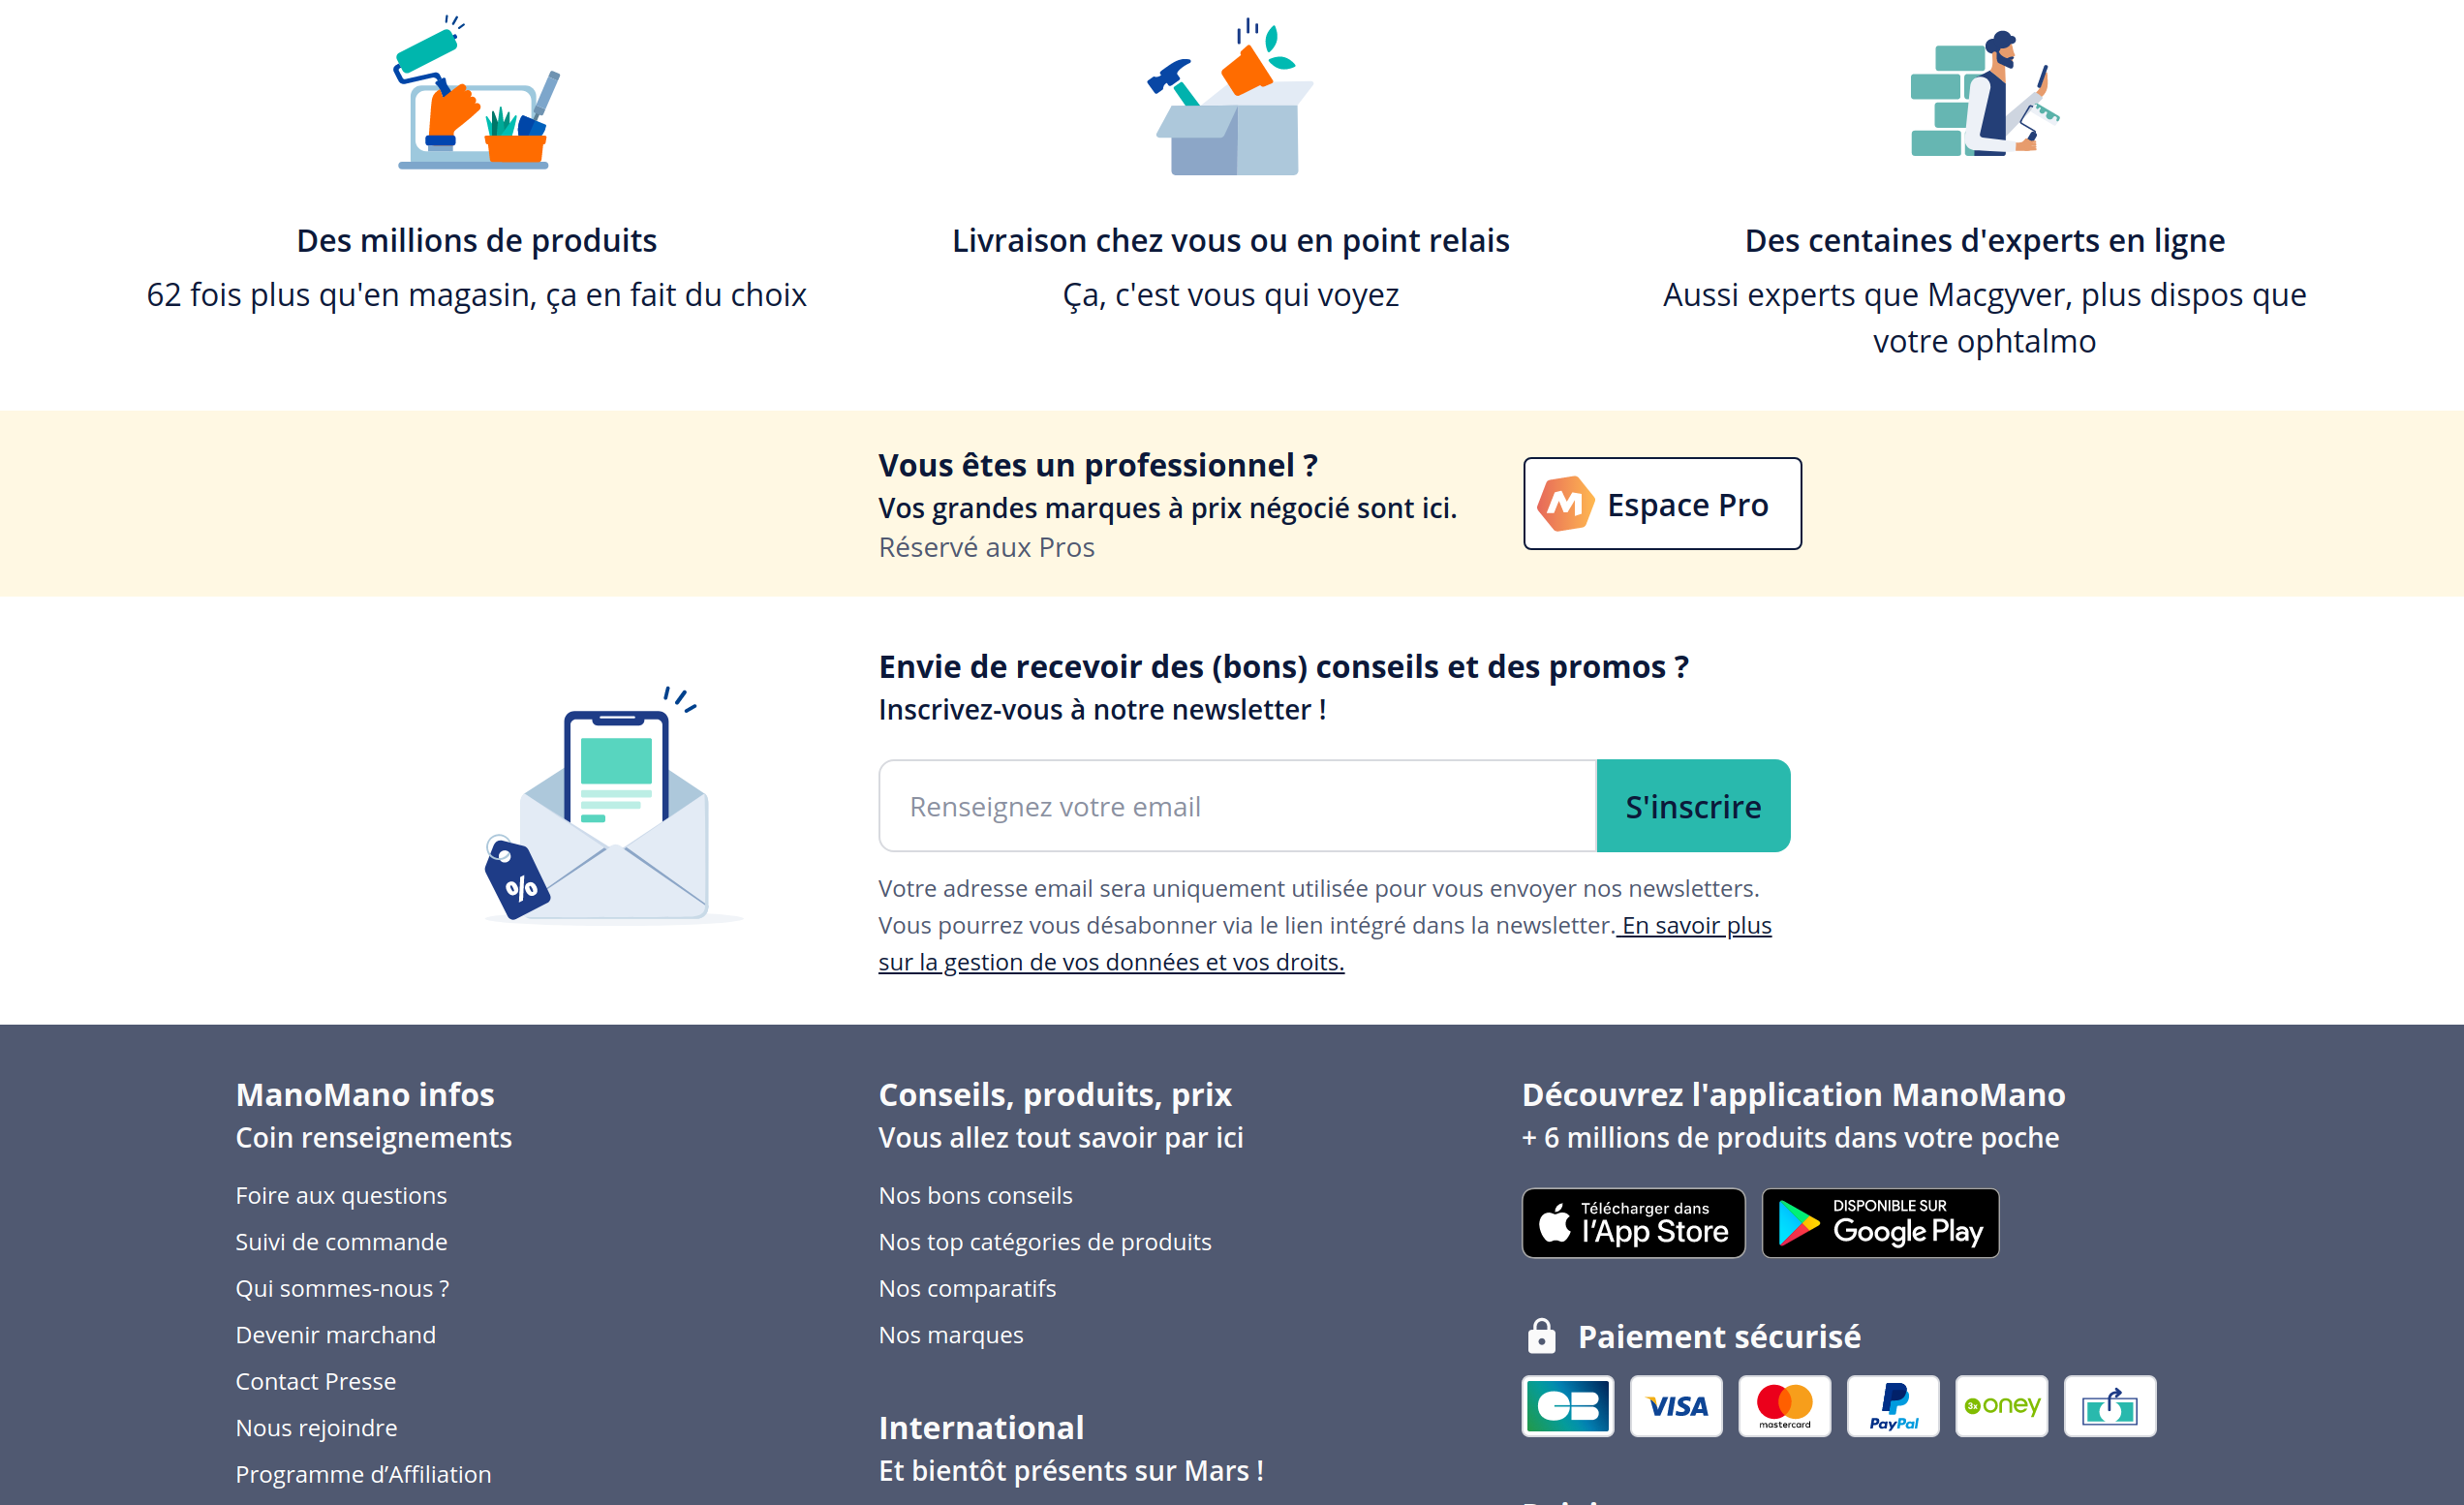 Des millions de produits
62 fois plus qu'en magasin, ça en fait du choix
Livraison chez vous ou en point relais
Ça, c'est vous qui voyez
Des centaines d'experts en ligne
Aussi experts que Macgyver, plus dispos que
votre ophtalmo
Vous êtes un professionnel ?
Vos grandes marques à prix négocié sont ici.
Réservé aux Pros
Espace Pro
Envie de recevoir des (bons) conseils et des promos ?
Inscrivez-vous à notre newsletter !
Renseignez votre email
S'inscrire
%
Votre adresse email sera uniquement utilisée pour vous envoyer nos newsletters.
Vous pourrez vous désabonner via le lien intégré dans la newsletter. En savoir plus
sur la gestion de vos données et vos droits.
ManoMano infos
Coin renseignements
Foire aux questions
Suivi de commande
Qui sommes-nous ?
Devenir marchand
Contact Presse
Nous rejoindre
Programme d’Affiliation
Conseils, produits, prix
Vous allez tout savoir par ici
Nos bons conseils
Nos top catégories de produits
Nos comparatifs
Nos marques
International
Et bientôt présents sur Mars !
Découvrez l'application ManoMano
+ 6 millions de produits dans votre poche
Télécharger dans
l’App Store
DISPONIBLE SUR
Google Play
Paiement sécurisé
CB
VISA
mastercard
PayPal
3x oney